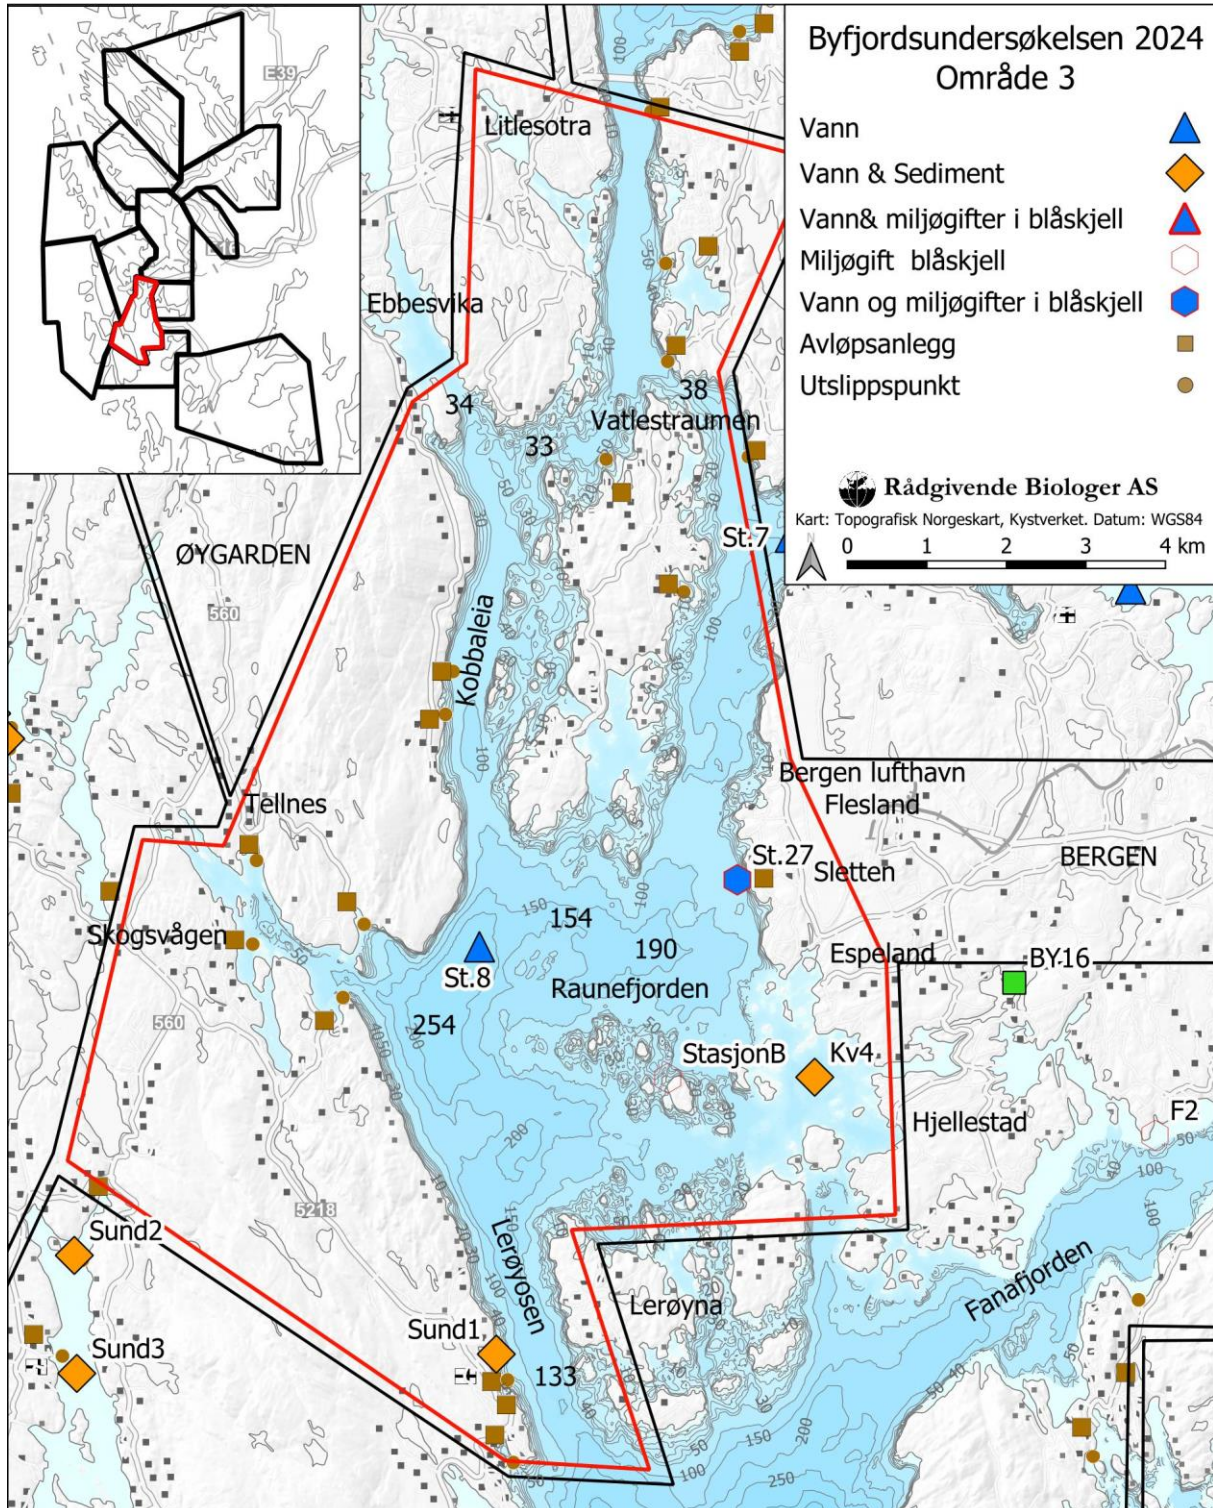 Byfjordsundersøkelsen 2024
Område 3
Vann
Vann & Sediment
Vann& miljøgifter i blåskjell
Miljøgift blåskjell
Vann og miljøgifter i blåskjell
Avløpsanlegg
Utslippspunkt
Rådgivende Biologer AS
Kart: Topografisk Norgeskart, Kystverket. Datum: WGS84
N
0 1 2 3 4 km
E39
Litlesotra
Ebbesvika
34
33
38
Vatlestraumen
St.7
ØYGARDEN
560
Kobbaleia
100
100
Tellnes
Bergen lufthavn
Flesland
BERGEN
St.27
Sletten
Skogsvågen
150
154
100
190
St.8
Raunefjorden
Espeland
BY16
560
254
StasjonB
Kv4
Hjellestad
F2
200
5218
Lerøyosen
Lerøyna
Fanafjorden
Sund2
Sund1
Sund3
133
50
150
200
100
250